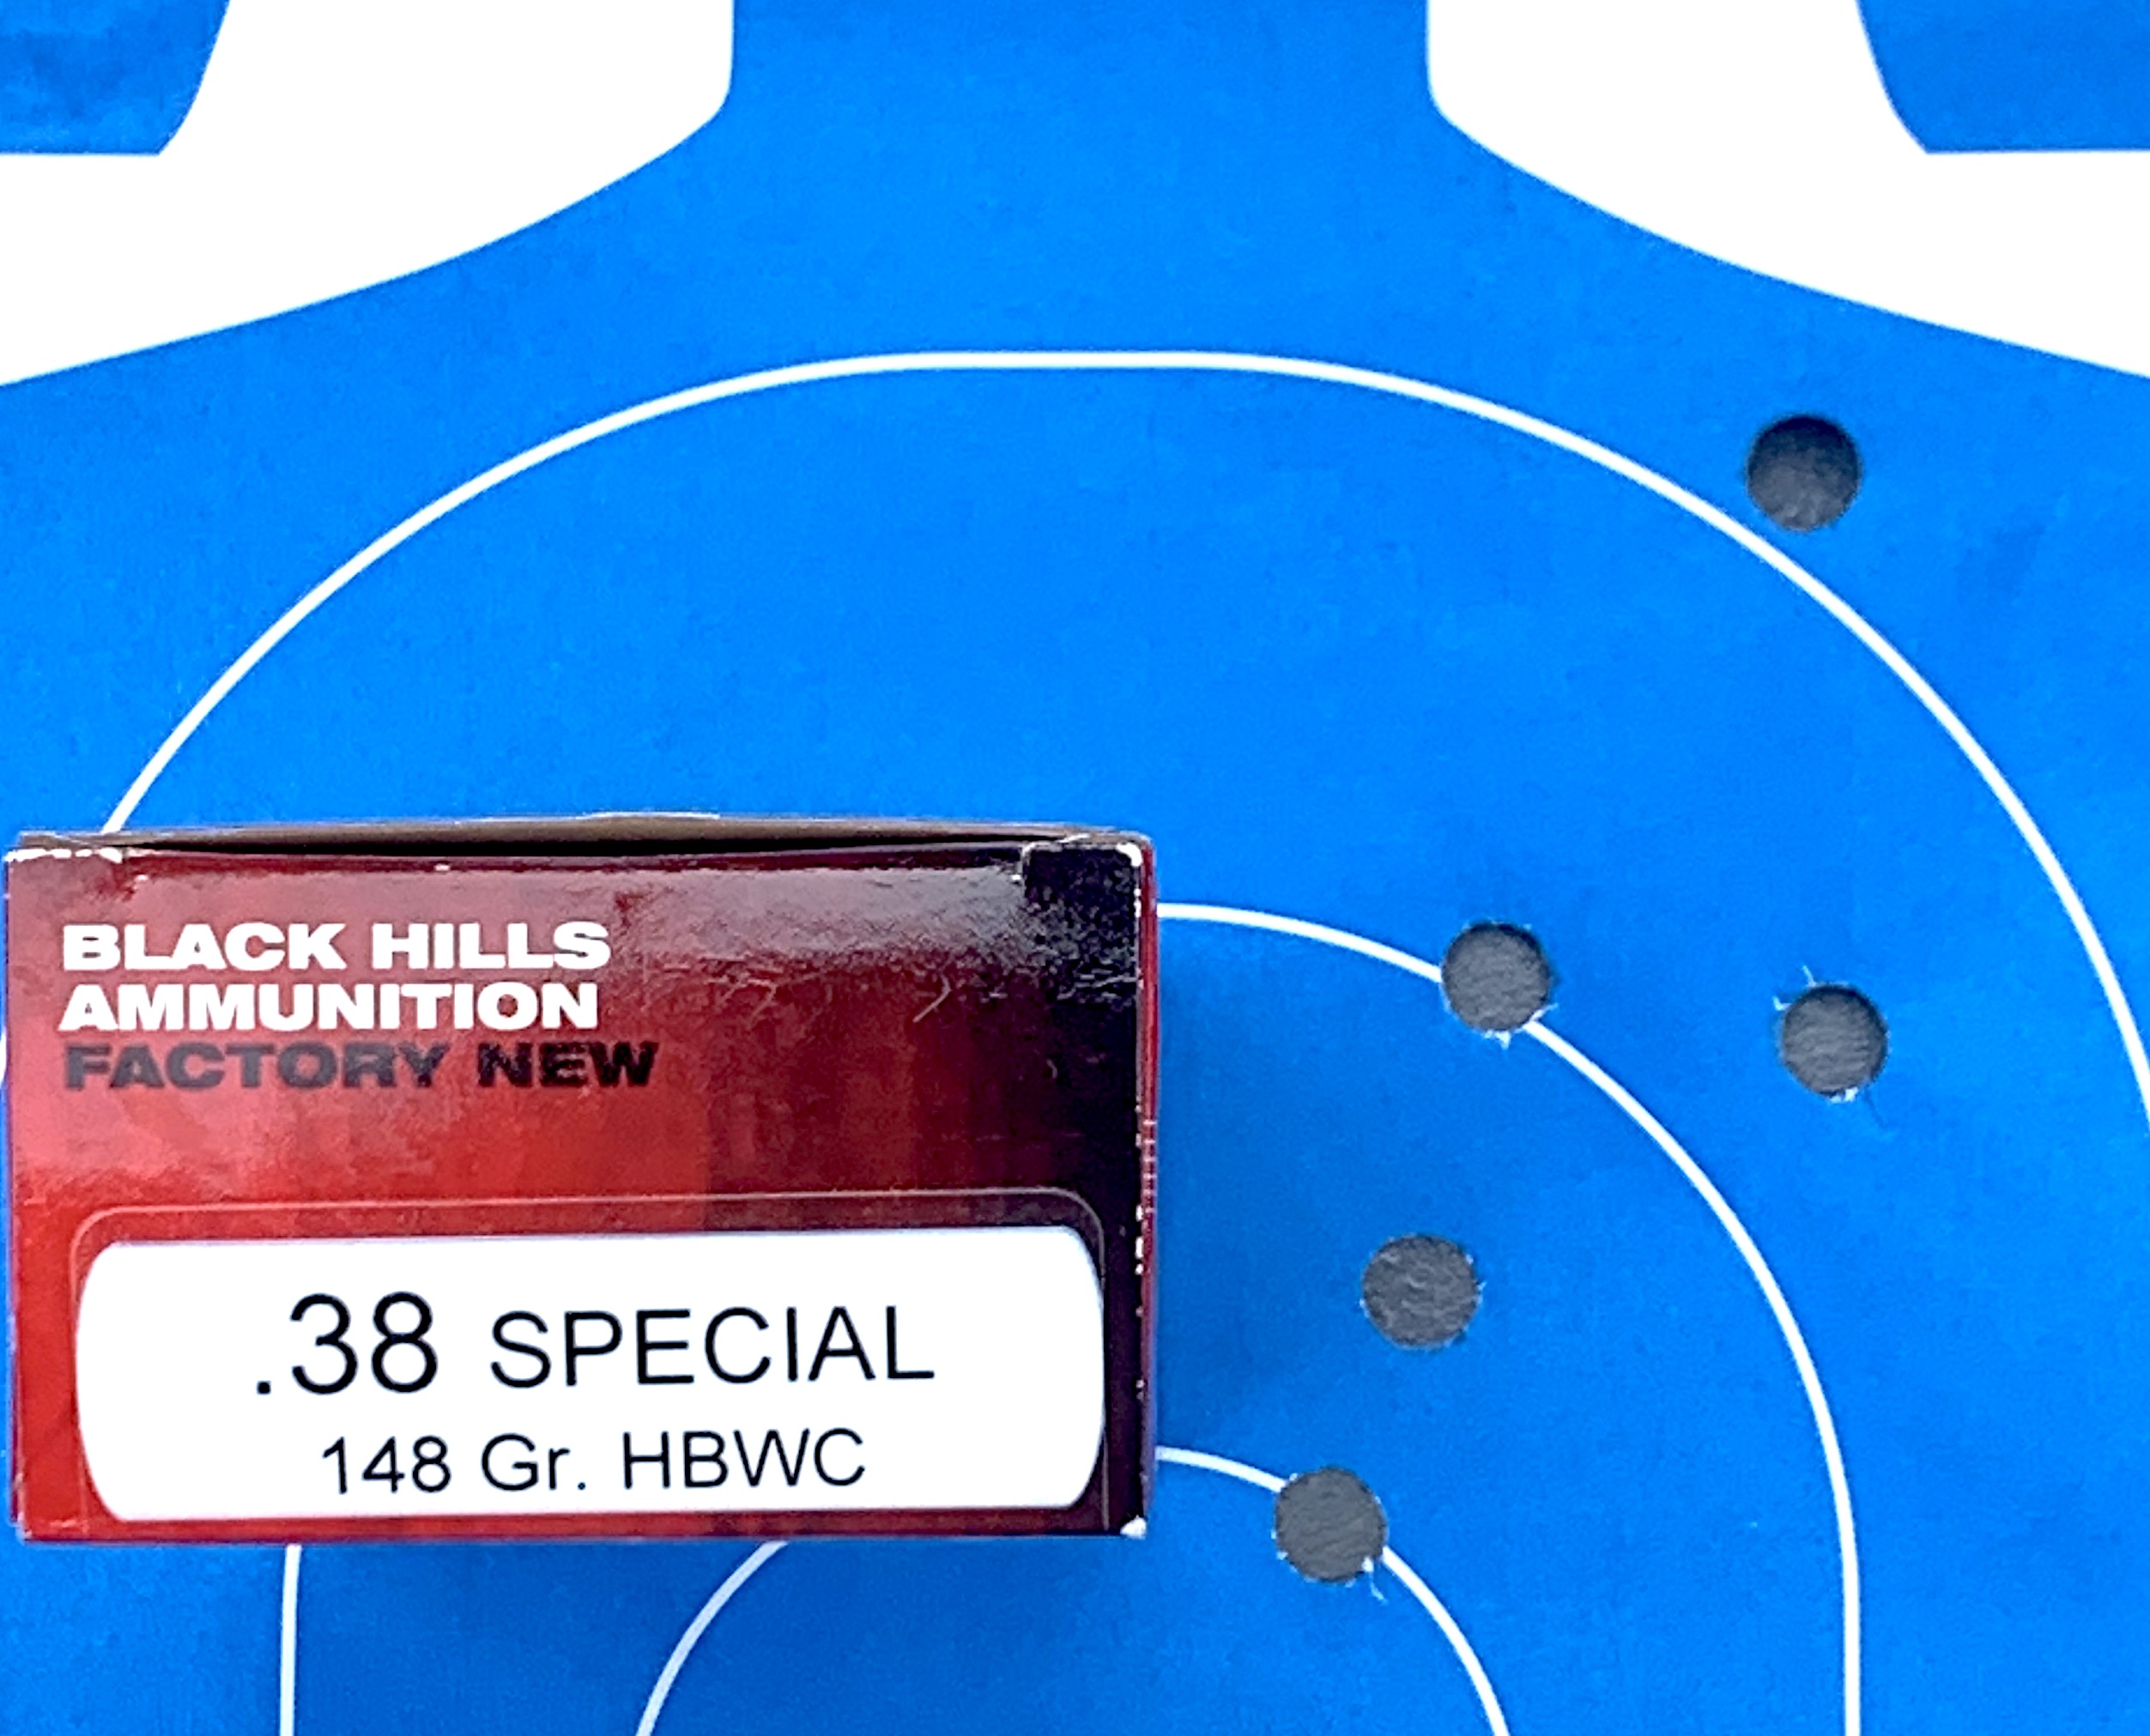 BLACK HILLS
AMMUNITION
FACTORY NEW
.38 SPECIAL
148 Gr. HBWC